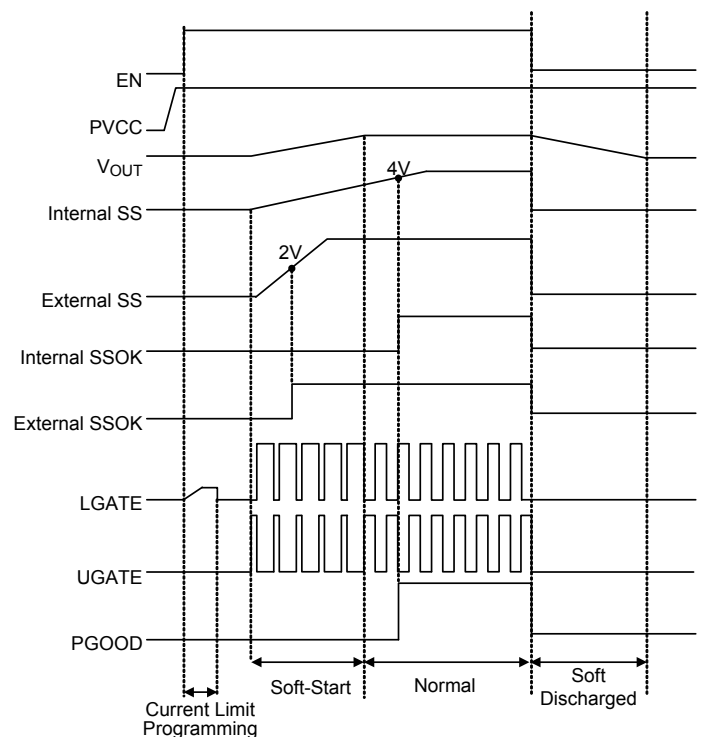 EN
PVCC
VOUT
4V
Internal SS
2V
External SS
Internal SSOK
External SSOK
LGATE
UGATE
PGOOD
Soft-Start
Normal
Soft
Discharged
Current Limit
Programming